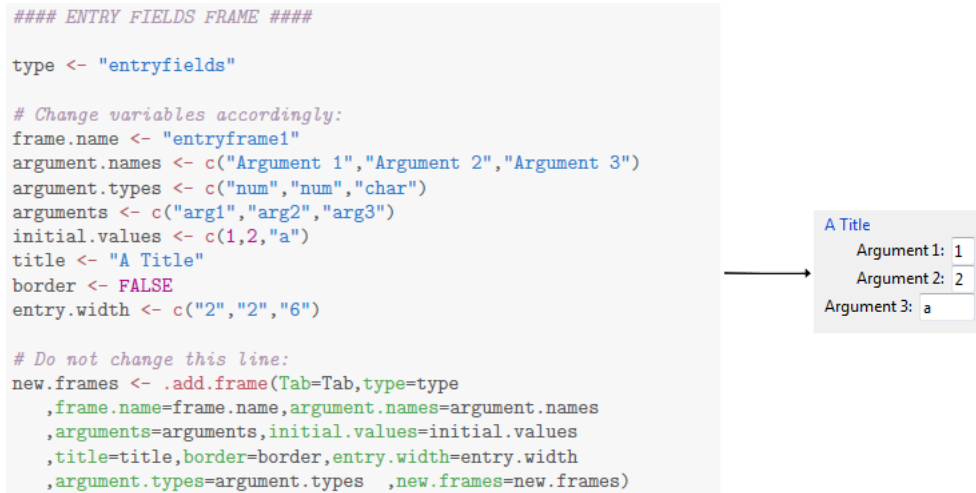 #### ENTRY FIELDS FRAME ####
type <- "entryfields"
# Change variables accordingly:
frame.name <- "entryframe1"
argument.names <- c("Argument 1","Argument 2","Argument 3")
argument.types <- c("num","num","char")
arguments <- c("arg1","arg2","arg3")
initial.values <- c(1,2,"a")
title <- "A Title"
border <- FALSE
entry.width <- c("2","2","6")
# Do not change this line:
new.frames <- .add.frame(Tab=Tab,type=type
,frame.name=frame.name,argument.names=argument.names
,arguments=arguments,initial.values=initial.values
,title=title,border=border,entry.width=entry.width
,argument.types=argument.types  ,new.frames=new.frames)
A Title
Argument 1: 1
Argument 2: 2
Argument 3: a